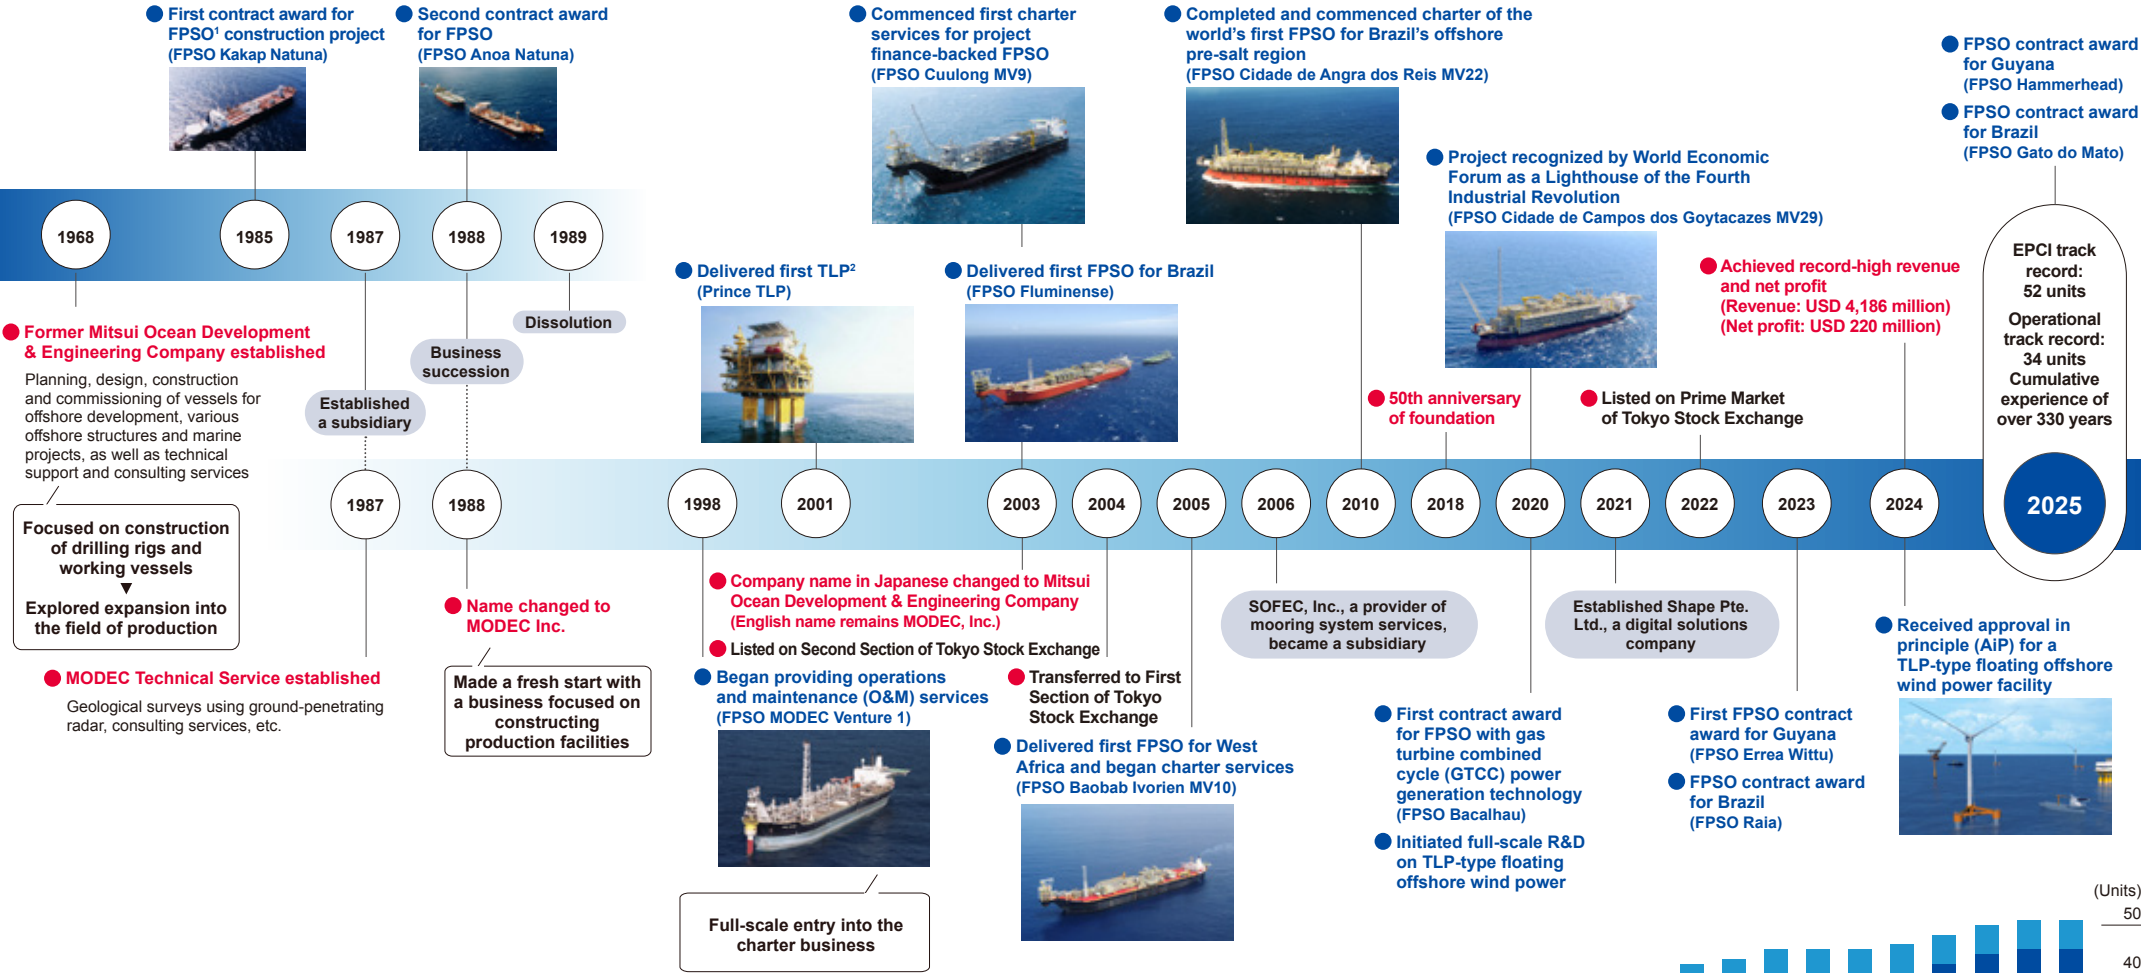 First contract award for
FPSO¹ construction project
(FPSO Kakap Natuna)
Second contract award
for FPSO
(FPSO Anoa Natuna)
Commenced first charter
services for project
finance-backed FPSO
(FPSO Cuulong MV9)
Completed and commenced charter of the
world's first FPSO for Brazil's offshore
pre-salt region
(FPSO Cidade de Angra dos Reis MV22)
FPSO contract award
for Guyana
(FPSO Hammerhead)
FPSO contract award
for Brazil
(FPSO Gato do Mato)
Project recognized by World Economic
Forum as a Lighthouse of the Fourth
Industrial Revolution
(FPSO Cidade de Campos dos Goytacazes MV29)
1968
1985
1987
1988
1989
Delivered first TLP²
(Prince TLP)
Delivered first FPSO for Brazil
(FPSO Fluminense)
Achieved record-high revenue
and net profit
(Revenue: USD 4,186 million)
(Net profit: USD 220 million)
EPCI track
record:
52 units
Operational
track record:
34 units
Cumulative
experience of
over 330 years
Former Mitsui Ocean Development
& Engineering Company established
Planning, design, construction
and commissioning of vessels for
offshore development, various
offshore structures and marine
projects, as well as technical
support and consulting services
Dissolution
Business
succession
Established
a subsidiary
50th anniversary
of foundation
Listed on Prime Market
of Tokyo Stock Exchange
1987
1988
1998
2001
2003
2004
2005
2006
2010
2018
2020
2021
2022
2023
2024
2025
Focused on construction
of drilling rigs and
working vessels
▼
Explored expansion into
the field of production
MODEC Technical Service established
Geological surveys using ground-penetrating
radar, consulting services, etc.
Name changed to
MODEC Inc.
Made a fresh start with
a business focused on
constructing
production facilities
Company name in Japanese changed to Mitsui
Ocean Development & Engineering Company
(English name remains MODEC, Inc.)
Listed on Second Section of Tokyo Stock Exchange
Began providing operations
and maintenance (O&M) services
(FPSO MODEC Venture 1)
Full-scale entry into the
charter business
Transferred to First
Section of Tokyo
Stock Exchange
Delivered first FPSO for West
Africa and began charter services
(FPSO Baobab Ivorien MV10)
SOFEC, Inc., a provider of
mooring system services,
became a subsidiary
Established Shape Pte.
Ltd., a digital solutions
company
First contract award
for FPSO with gas
turbine combined
cycle (GTCC) power
generation technology
(FPSO Bacalhau)
Initiated full-scale R&D
on TLP-type floating
offshore wind power
First FPSO contract
award for Guyana
(FPSO Errea Wittu)
FPSO contract award
for Brazil
(FPSO Raia)
Received approval in
principle (AiP) for a
TLP-type floating offshore
wind power facility
(Units)
50
40